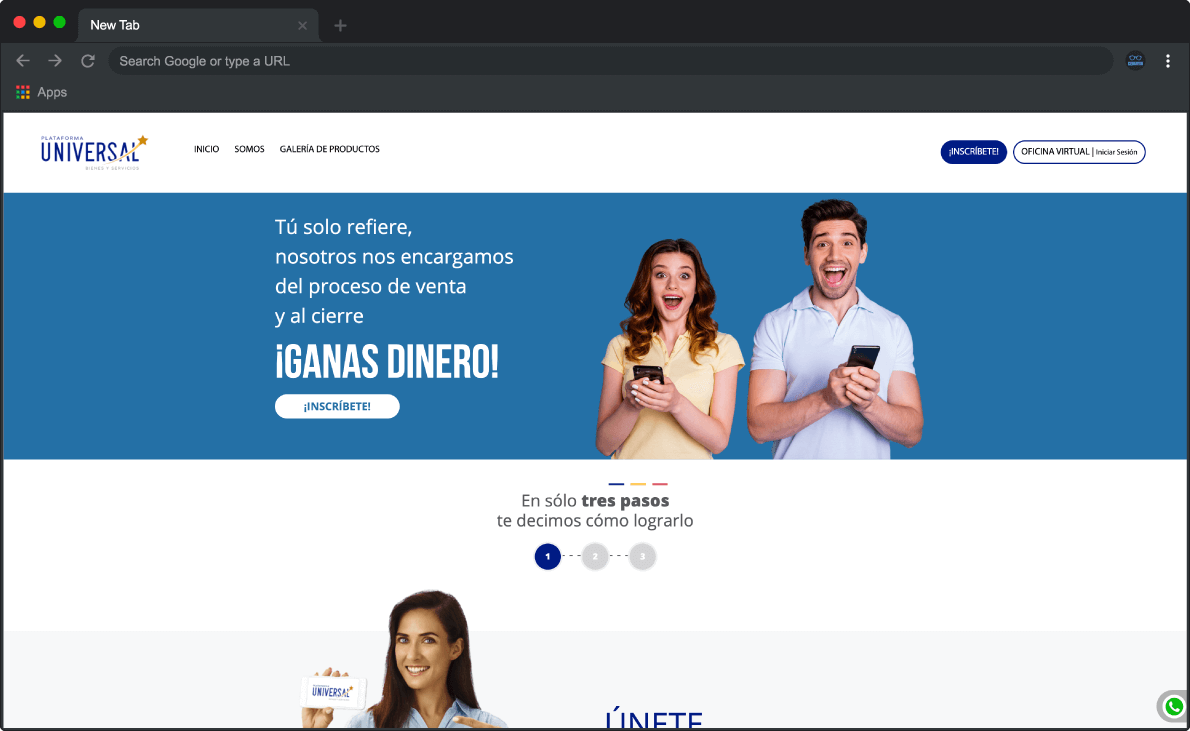 New Tab
Search Google or type a URL
Apps
PLATAFORMA
UNIVERSAL
BIENES Y SERVICIOS
INICIO SOMOS GALERÍA DE PRODUCTOS
¡INSCRÍBETE! OFICINA VIRTUAL | Iniciar Sesión
Tú solo refiere,
nosotros nos encargamos
del proceso de venta
y al cierre
¡GANAS DINERO!
¡INSCRÍBETE!
En sólo tres pasos
te decimos cómo lograrlo
1 2 3
UNIVERSAL
ÚNETE